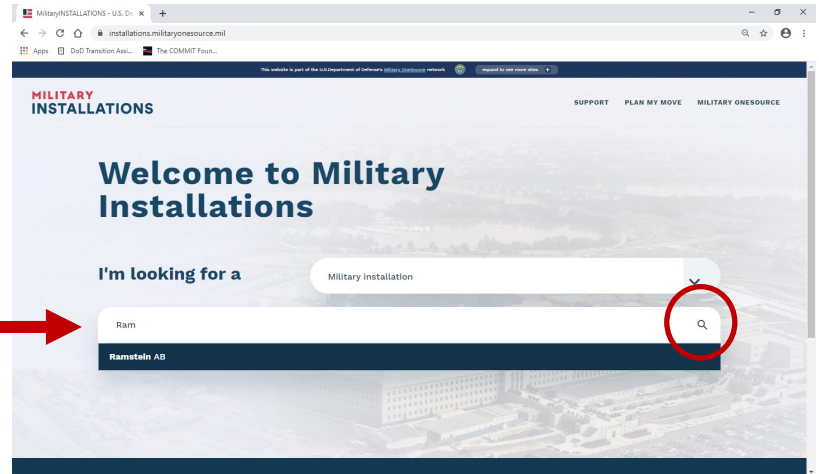 MilitaryINSTALLATIONS - U.S. De
installations.militaryonesource.mil
Apps DoD Transition Assi... The COMMIT Foun...
This website is part of the U.S.Department of Defense's Military OneSource network expand to see more sites +
MILITARY
INSTALLATIONS
SUPPORT PLAN MY MOVE MILITARY ONESOURCE
Welcome to Military
Installations
I'm looking for a
Military installation
Ram
Ramstein AB